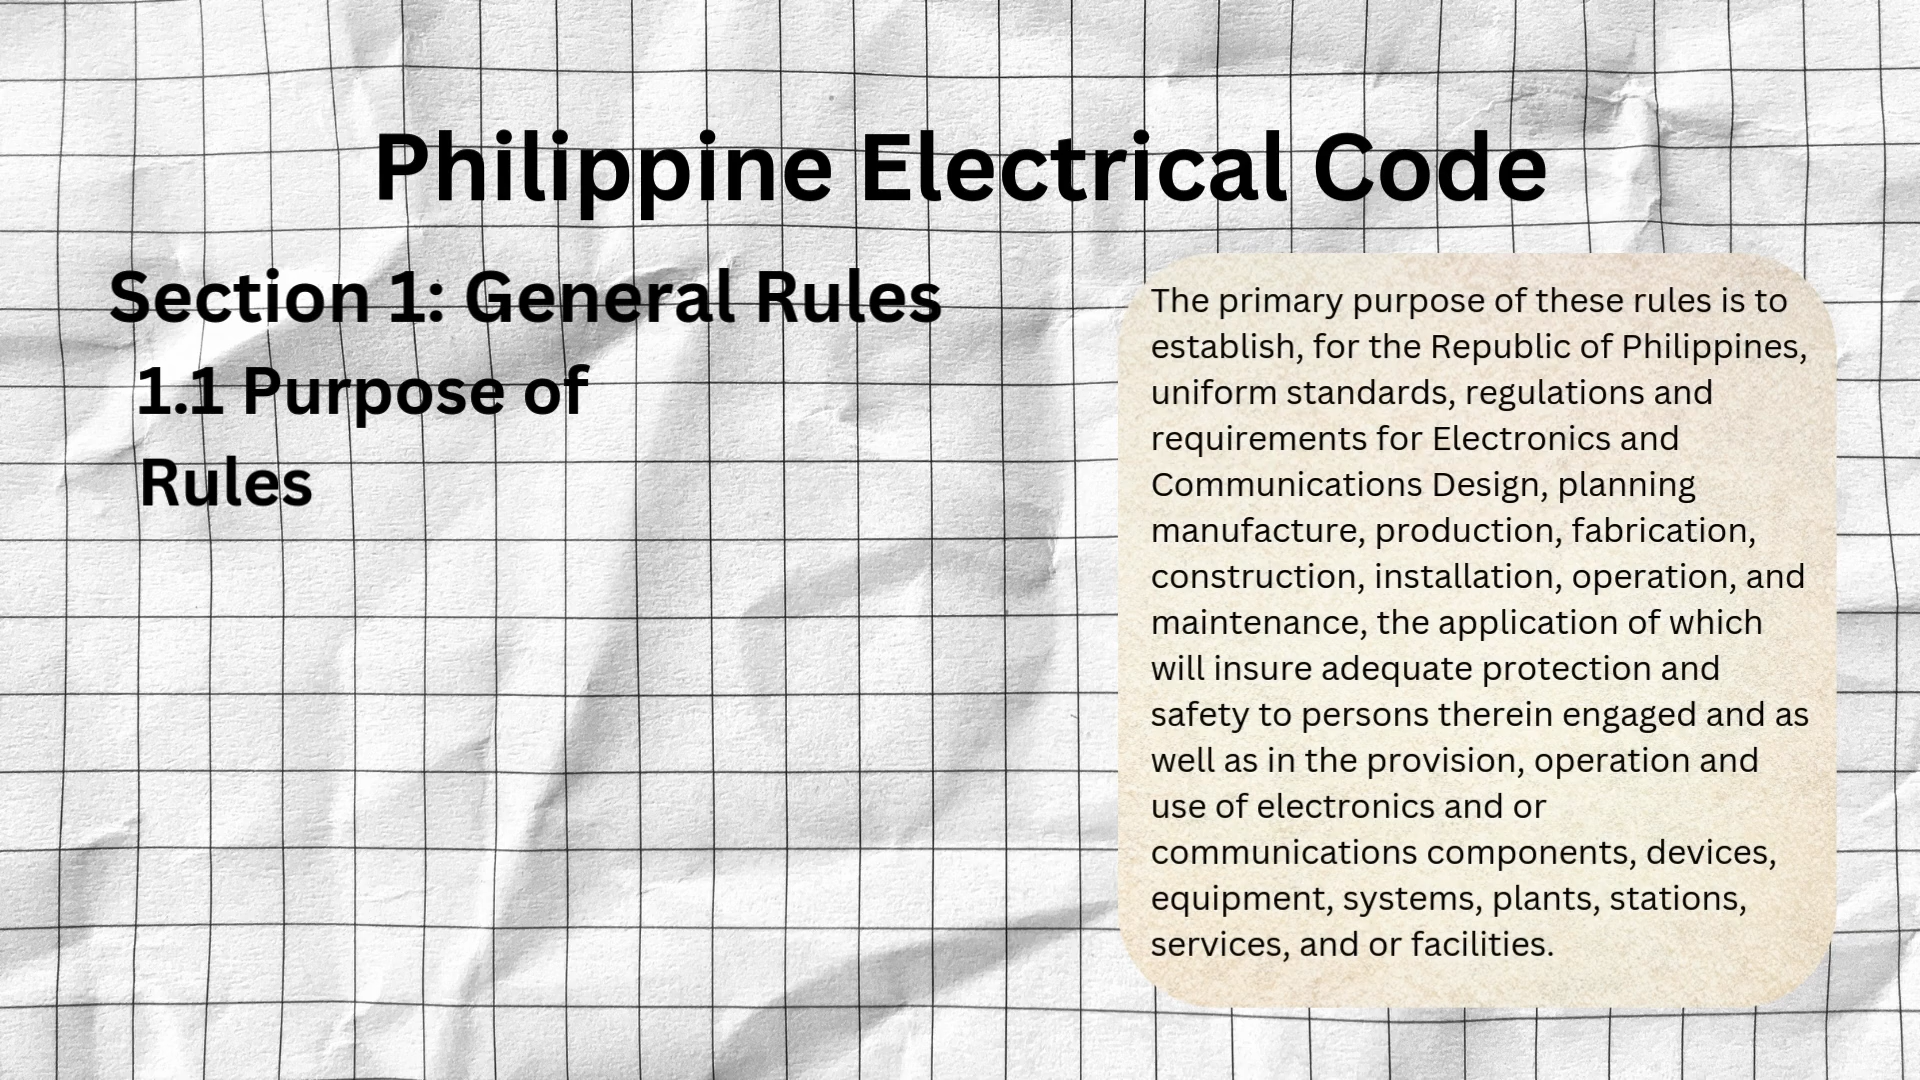 Philippine Electrical Code
Section 1: General Rules
1.1 Purpose of
Rules
The primary purpose of these rules is to
establish, for the Republic of Philippines,
uniform standards, regulations and
requirements for Electronics and
Communications Design, planning
manufacture, production, fabrication,
construction, installation, operation, and
maintenance, the application of which
will insure adequate protection and
safety to persons therein engaged and as
well as in the provision, operation and
use of electronics and or
communications components, devices,
equipment, systems, plants, stations,
services, and or facilities.